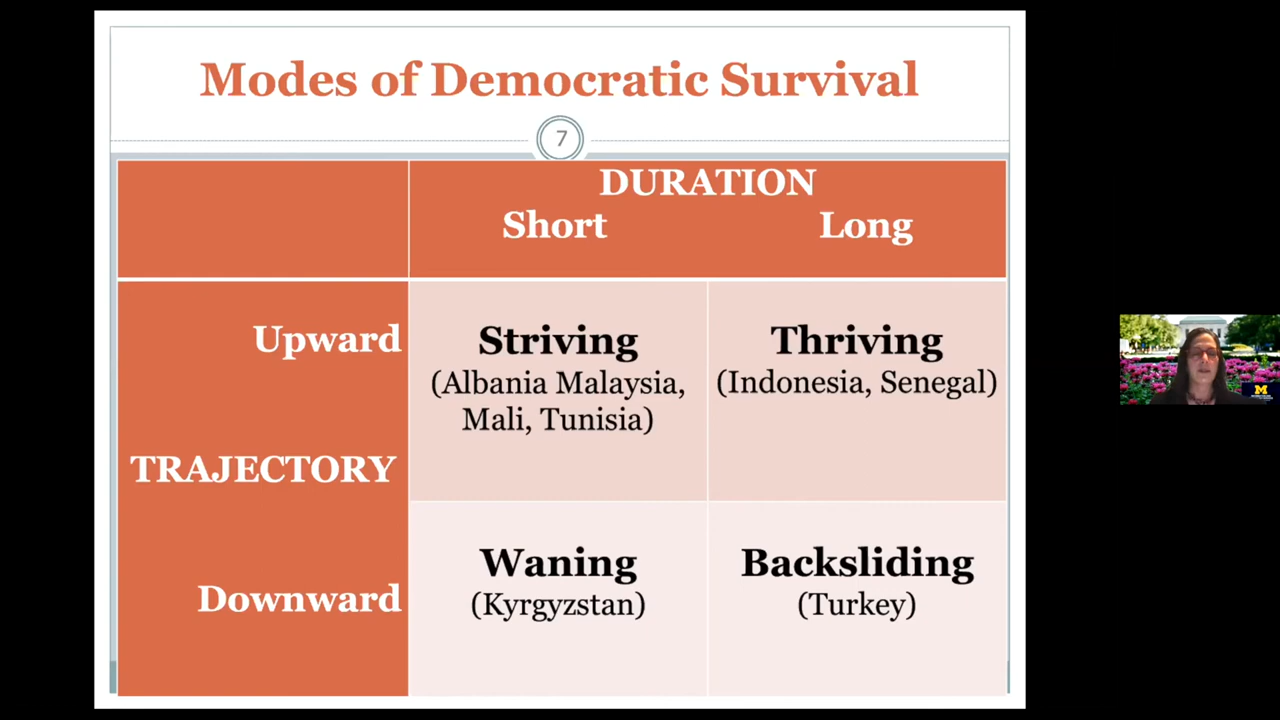 Modes of Democratic Survival
7
DURATION
Short Long
Upward
Striving
(Albania Malaysia,
Mali, Tunisia)
Thriving
(Indonesia, Senegal)
TRAJECTORY
Downward
Waning
(Kyrgyzstan)
Backsliding
(Turkey)
M